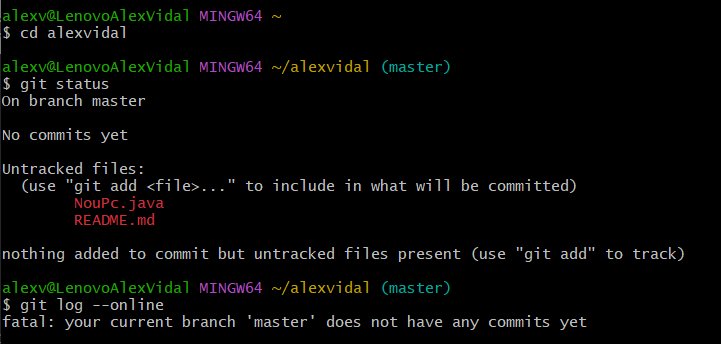 alexv@LenovoAlexVidal MINGW64 ~
$ cd alexvidal
alexv@LenovoAlexVidal MINGW64 ~/alexvidal (master)
$ git status
On branch master
No commits yet
Untracked files:
(use "git add <file>..." to include in what will be committed)
NouPc.java
README.md
nothing added to commit but untracked files present (use "git add" to track)
alexv@LenovoAlexVidal MINGW64 ~/alexvidal (master)
$ git log --online
fatal: your current branch 'master' does not have any commits yet